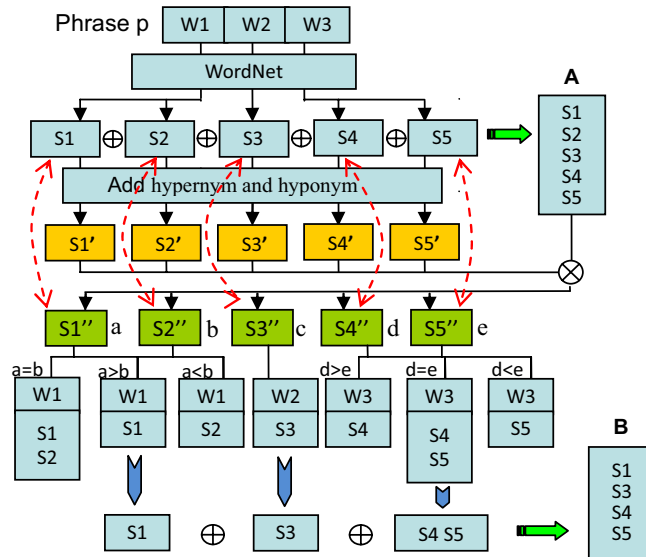 Phrase p
W1 W2 W3
WordNet
A
S1
S2
S3
S4
S5
S1 ⊕ S2 ⊕ S3 ⊕ S4 ⊕ S5
Add hypernym and hyponym
S1' S2' S3' S4' S5'
S1'' a S2'' b S3'' c S4'' d S5'' e
a=b a>b a<b d>e d=e d<e
W1 W1 W1 W2 W3 W3 W3
S1
S2
S1
S2
S3
S4
S4
S5
S5
B
S1
S3
S4
S5
S1 ⊕ S3 ⊕ S4 S5